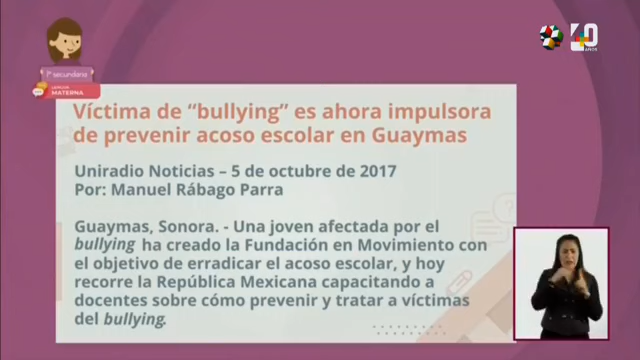 40
AÑOS
1° secundaria
LENGUA
MATERNA
Víctima de “bullying” es ahora impulsora
de prevenir acoso escolar en Guaymas
Uniradio Noticias – 5 de octubre de 2017
Por: Manuel Rábago Parra
Guaymas, Sonora. - Una joven afectada por el
bullying ha creado la Fundación en Movimiento con
el objetivo de erradicar el acoso escolar, y hoy
recorre la República Mexicana capacitando a
docentes sobre cómo prevenir y tratar a víctimas
del bullying.